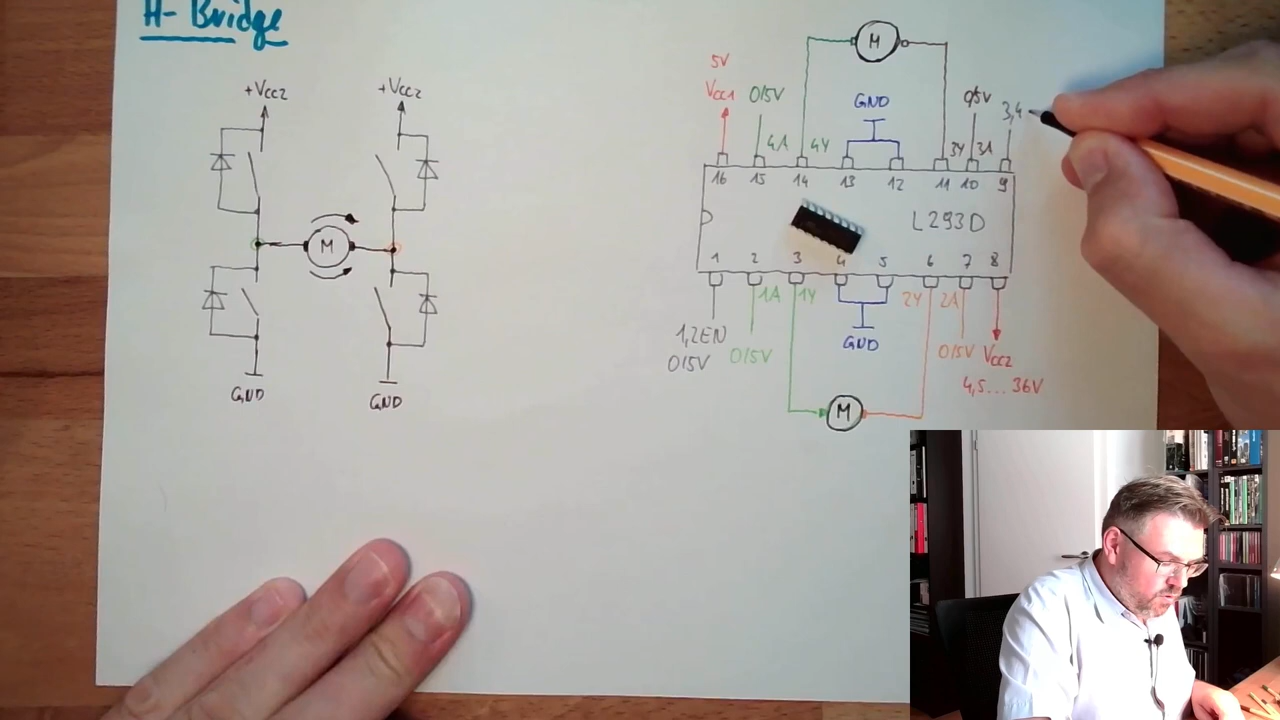 H- Bridge
+Vcc2 +Vcc2
M
GND GND
M
5V
Vcc1 0/5V GND 0/5V 3,4
4A 4Y 3Y 3A
16 15 14 13 12 11 10 9
L293D
1 2 3 4 5 6 7 8
1A 1Y 2Y 2A
1,2EN GND
0/5V 0/5V 0/5V Vcc2
4,5...36V
M